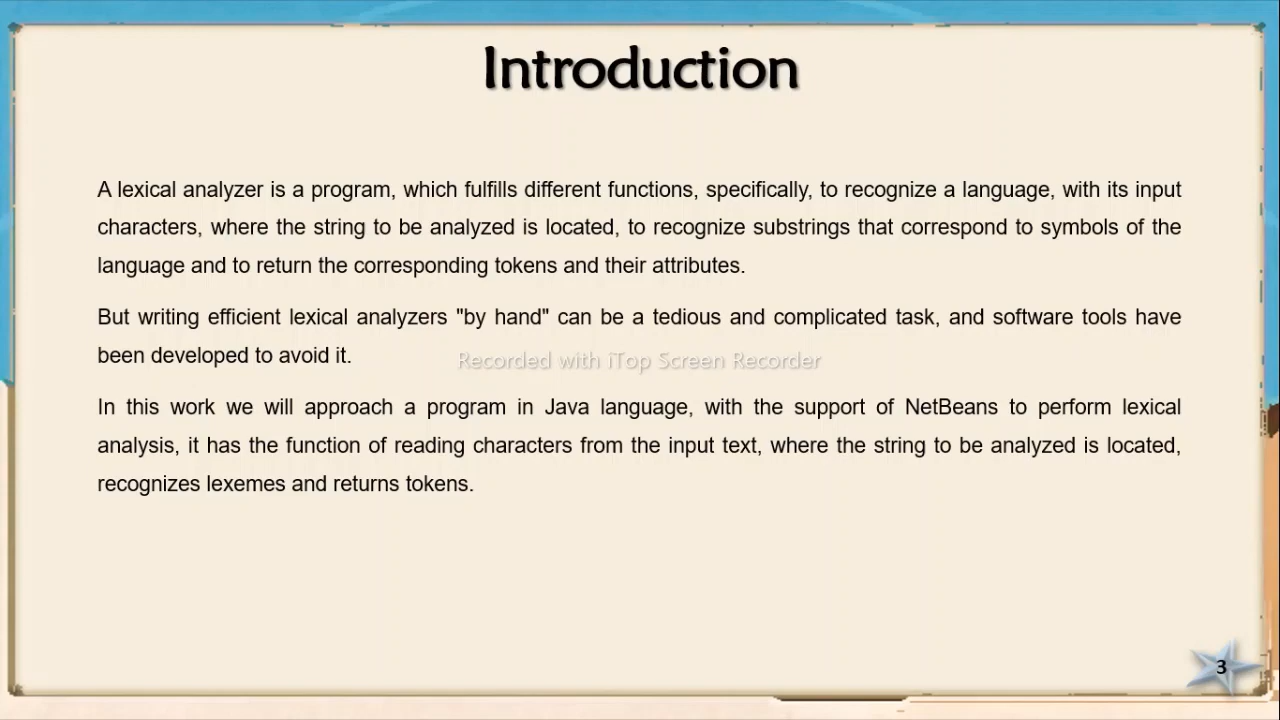 Introduction
A lexical analyzer is a program, which fulfills different functions, specifically, to recognize a language, with its input
characters, where the string to be analyzed is located, to recognize substrings that correspond to symbols of the
language and to return the corresponding tokens and their attributes.
But writing efficient lexical analyzers "by hand" can be a tedious and complicated task, and software tools have
been developed to avoid it.
Recorded with iTop Screen Recorder
In this work we will approach a program in Java language, with the support of NetBeans to perform lexical
analysis, it has the function of reading characters from the input text, where the string to be analyzed is located,
recognizes lexemes and returns tokens.
3